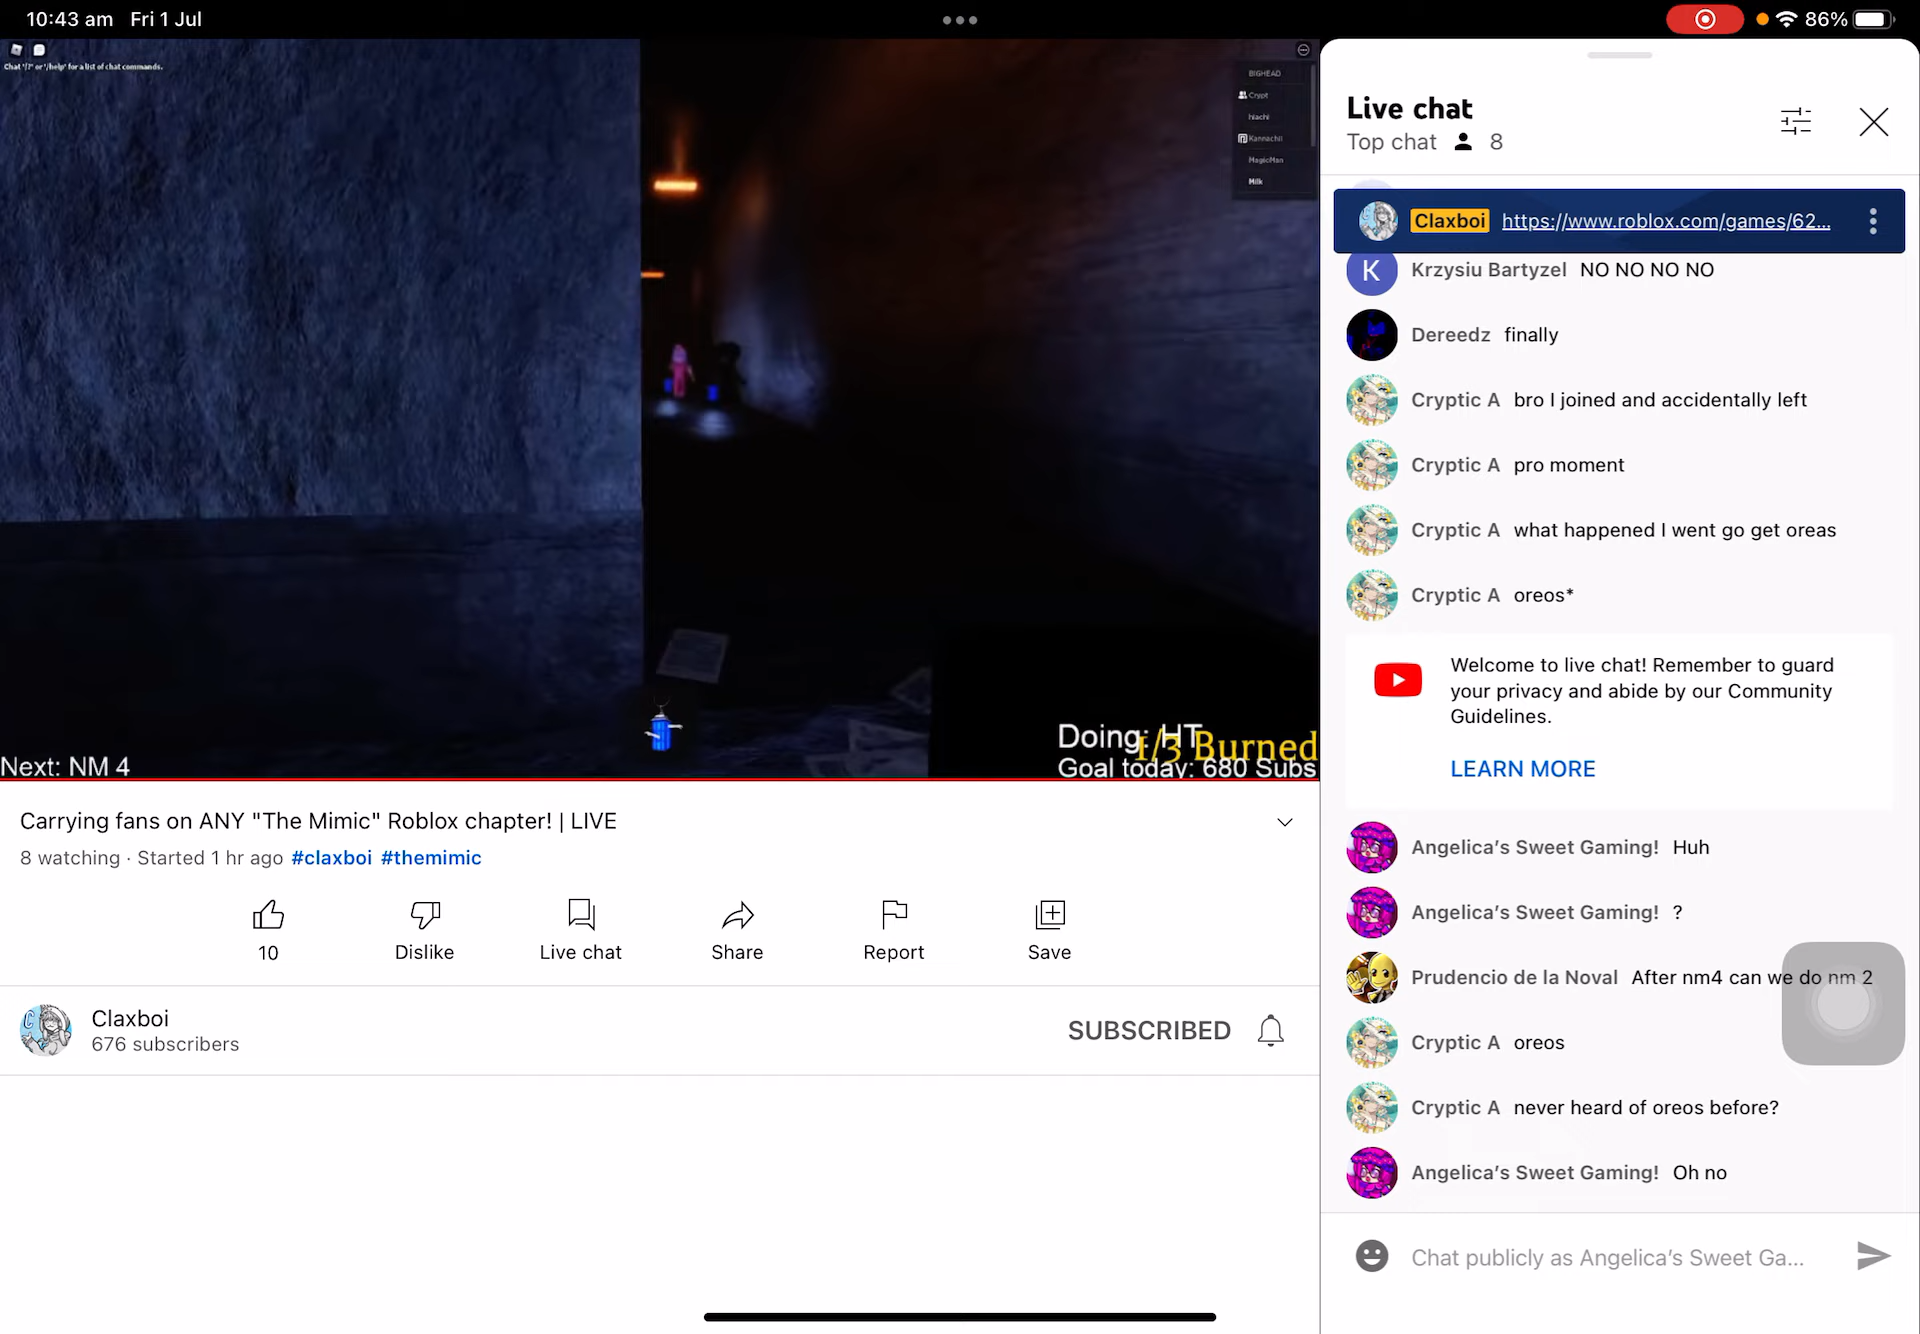 10:43 am Fri 1 Jul
86%
Chat '/?' or '/help' for a list of chat commands.
BIGHEAD
Crypt
hiachi
Kannachii
MagicMan
Milk
Next: NM 4
Doing: HT
1/3 Burned
Goal today: 680 Subs
Carrying fans on ANY "The Mimic" Roblox chapter! | LIVE
8 watching · Started 1 hr ago #claxboi #themimic
10
Dislike
Live chat
Share
Report
Save
Claxboi
676 subscribers
SUBSCRIBED
Live chat
Top chat 8
Claxboi https://www.roblox.com/games/62...
K Krzysiu Bartyzel NO NO NO NO
Dereedz finally
Cryptic A bro I joined and accidentally left
Cryptic A pro moment
Cryptic A what happened I went go get oreas
Cryptic A oreos*
Welcome to live chat! Remember to guard
your privacy and abide by our Community
Guidelines.
LEARN MORE
Angelica's Sweet Gaming! Huh
Angelica's Sweet Gaming! ?
Prudencio de la Noval After nm4 can we do nm 2
Cryptic A oreos
Cryptic A never heard of oreos before?
Angelica's Sweet Gaming! Oh no
Chat publicly as Angelica's Sweet Ga...